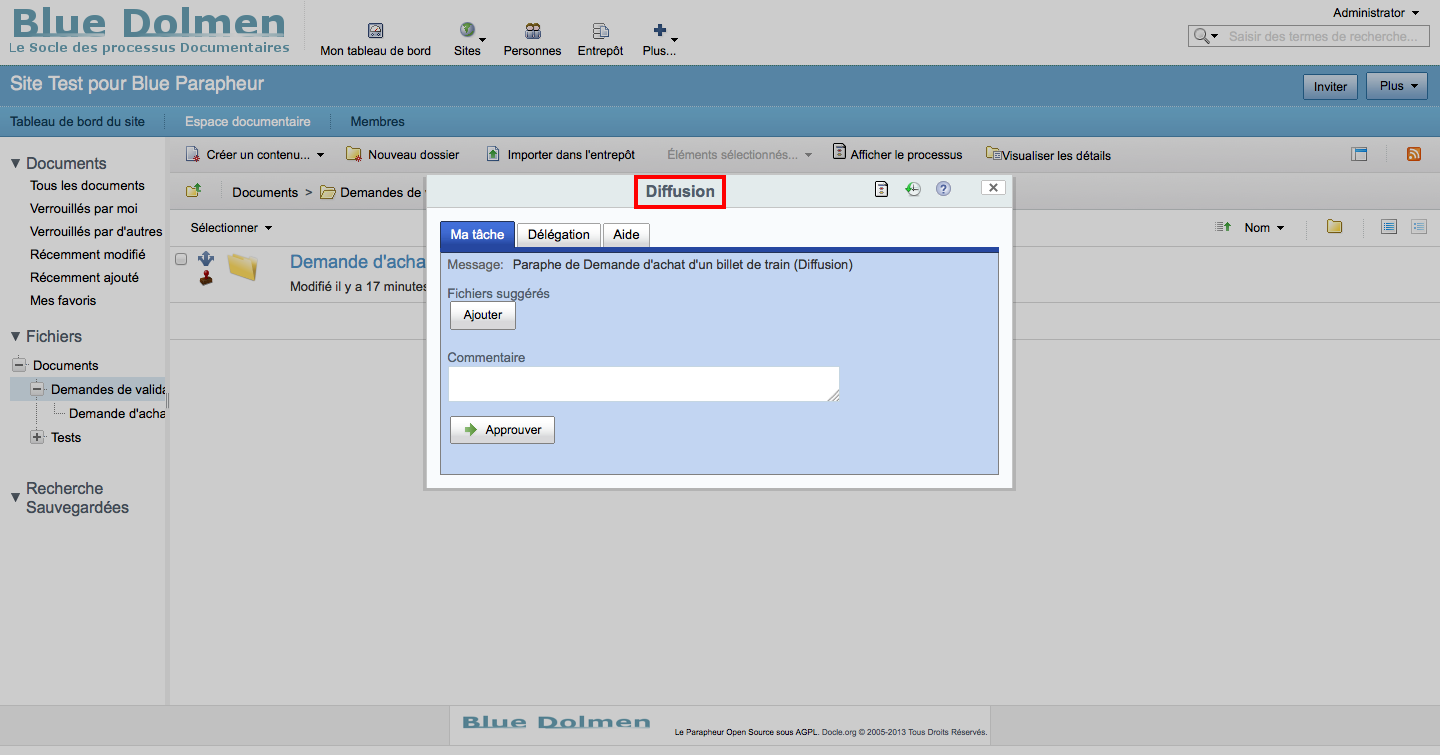 Blue Dolmen
Le Socle des processus Documentaires
Mon tableau de bord
Sites
Personnes
Entrepôt
Plus...
Administrator
Saisir des termes de recherche...
Site Test pour Blue Parapheur
Inviter
Plus
Tableau de bord du site
Espace documentaire
Membres
Documents
Tous les documents
Verrouillés par moi
Verrouillés par d'autres
Récemment modifié
Récemment ajouté
Mes favoris
Fichiers
Documents
Demandes de valida
Demande d'acha
Tests
Recherche
Sauvegardées
Créer un contenu...
Nouveau dossier
Importer dans l'entrepôt
Éléments sélectionnés...
Afficher le processus
Visualiser les détails
Documents > Demandes de
Sélectionner
Nom
Demande d'acha
Modifié il y a 17 minutes
Diffusion
Ma tâche
Délégation
Aide
Message: Paraphe de Demande d'achat d'un billet de train (Diffusion)
Fichiers suggérés
Ajouter
Commentaire
Approuver
Blue Dolmen
Le Parapheur Open Source sous AGPL. Docle.org © 2005-2013 Tous Droits Réservés.